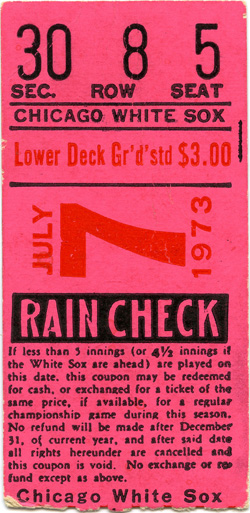 30 8 5
SEC. ROW SEAT
CHICAGO WHITE SOX
Lower Deck Gr'd'std $3.00
JULY 7 1973
RAIN CHECK
If less than 5 innings (or 4½ innings if
the White Sox are ahead) are played on
this date, this coupon may be redeemed
for cash, or exchanged for a ticket of the
same price, if available, for a regular
championship game during this season.
No refund will be made after December
31, of current year, and after said date
all rights hereunder are cancelled and
this coupon is void. No exchange or re-
fund except as above.
Chicago White Sox